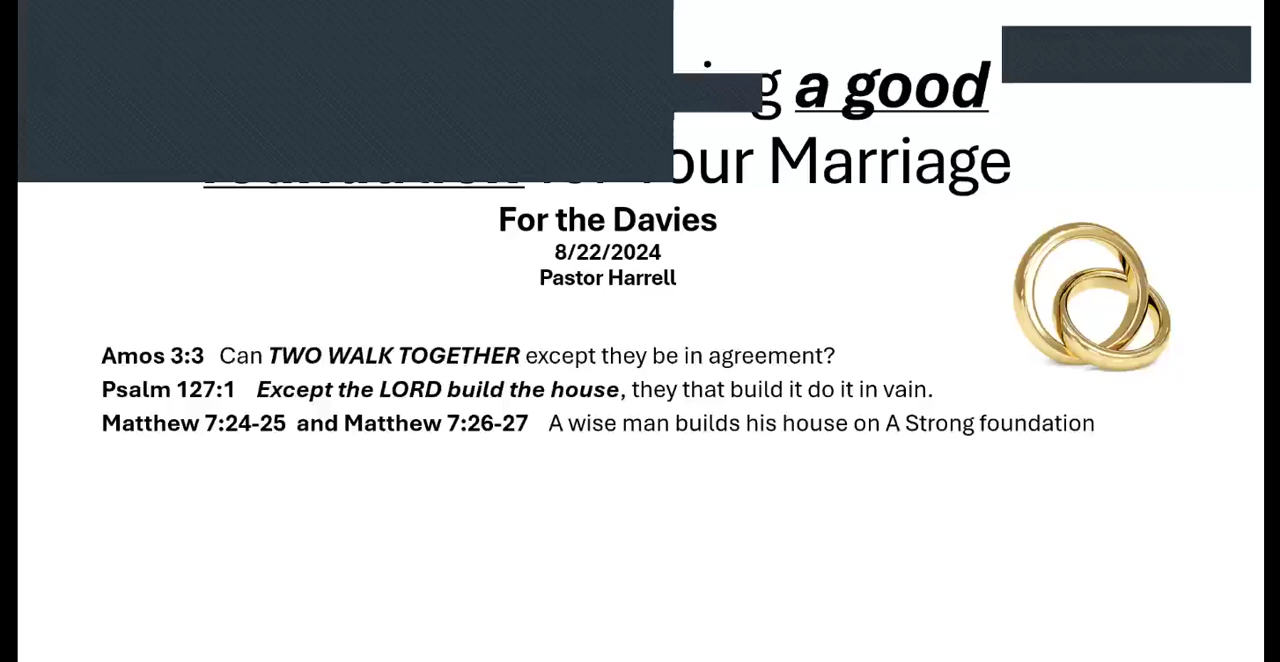 a good
Marriage
For the Davies
8/22/2024
Pastor Harrell
Amos 3:3 Can TWO WALK TOGETHER except they be in agreement?
Psalm 127:1 Except the LORD build the house, they that build it do it in vain.
Matthew 7:24-25 and Matthew 7:26-27 A wise man builds his house on A Strong foundation